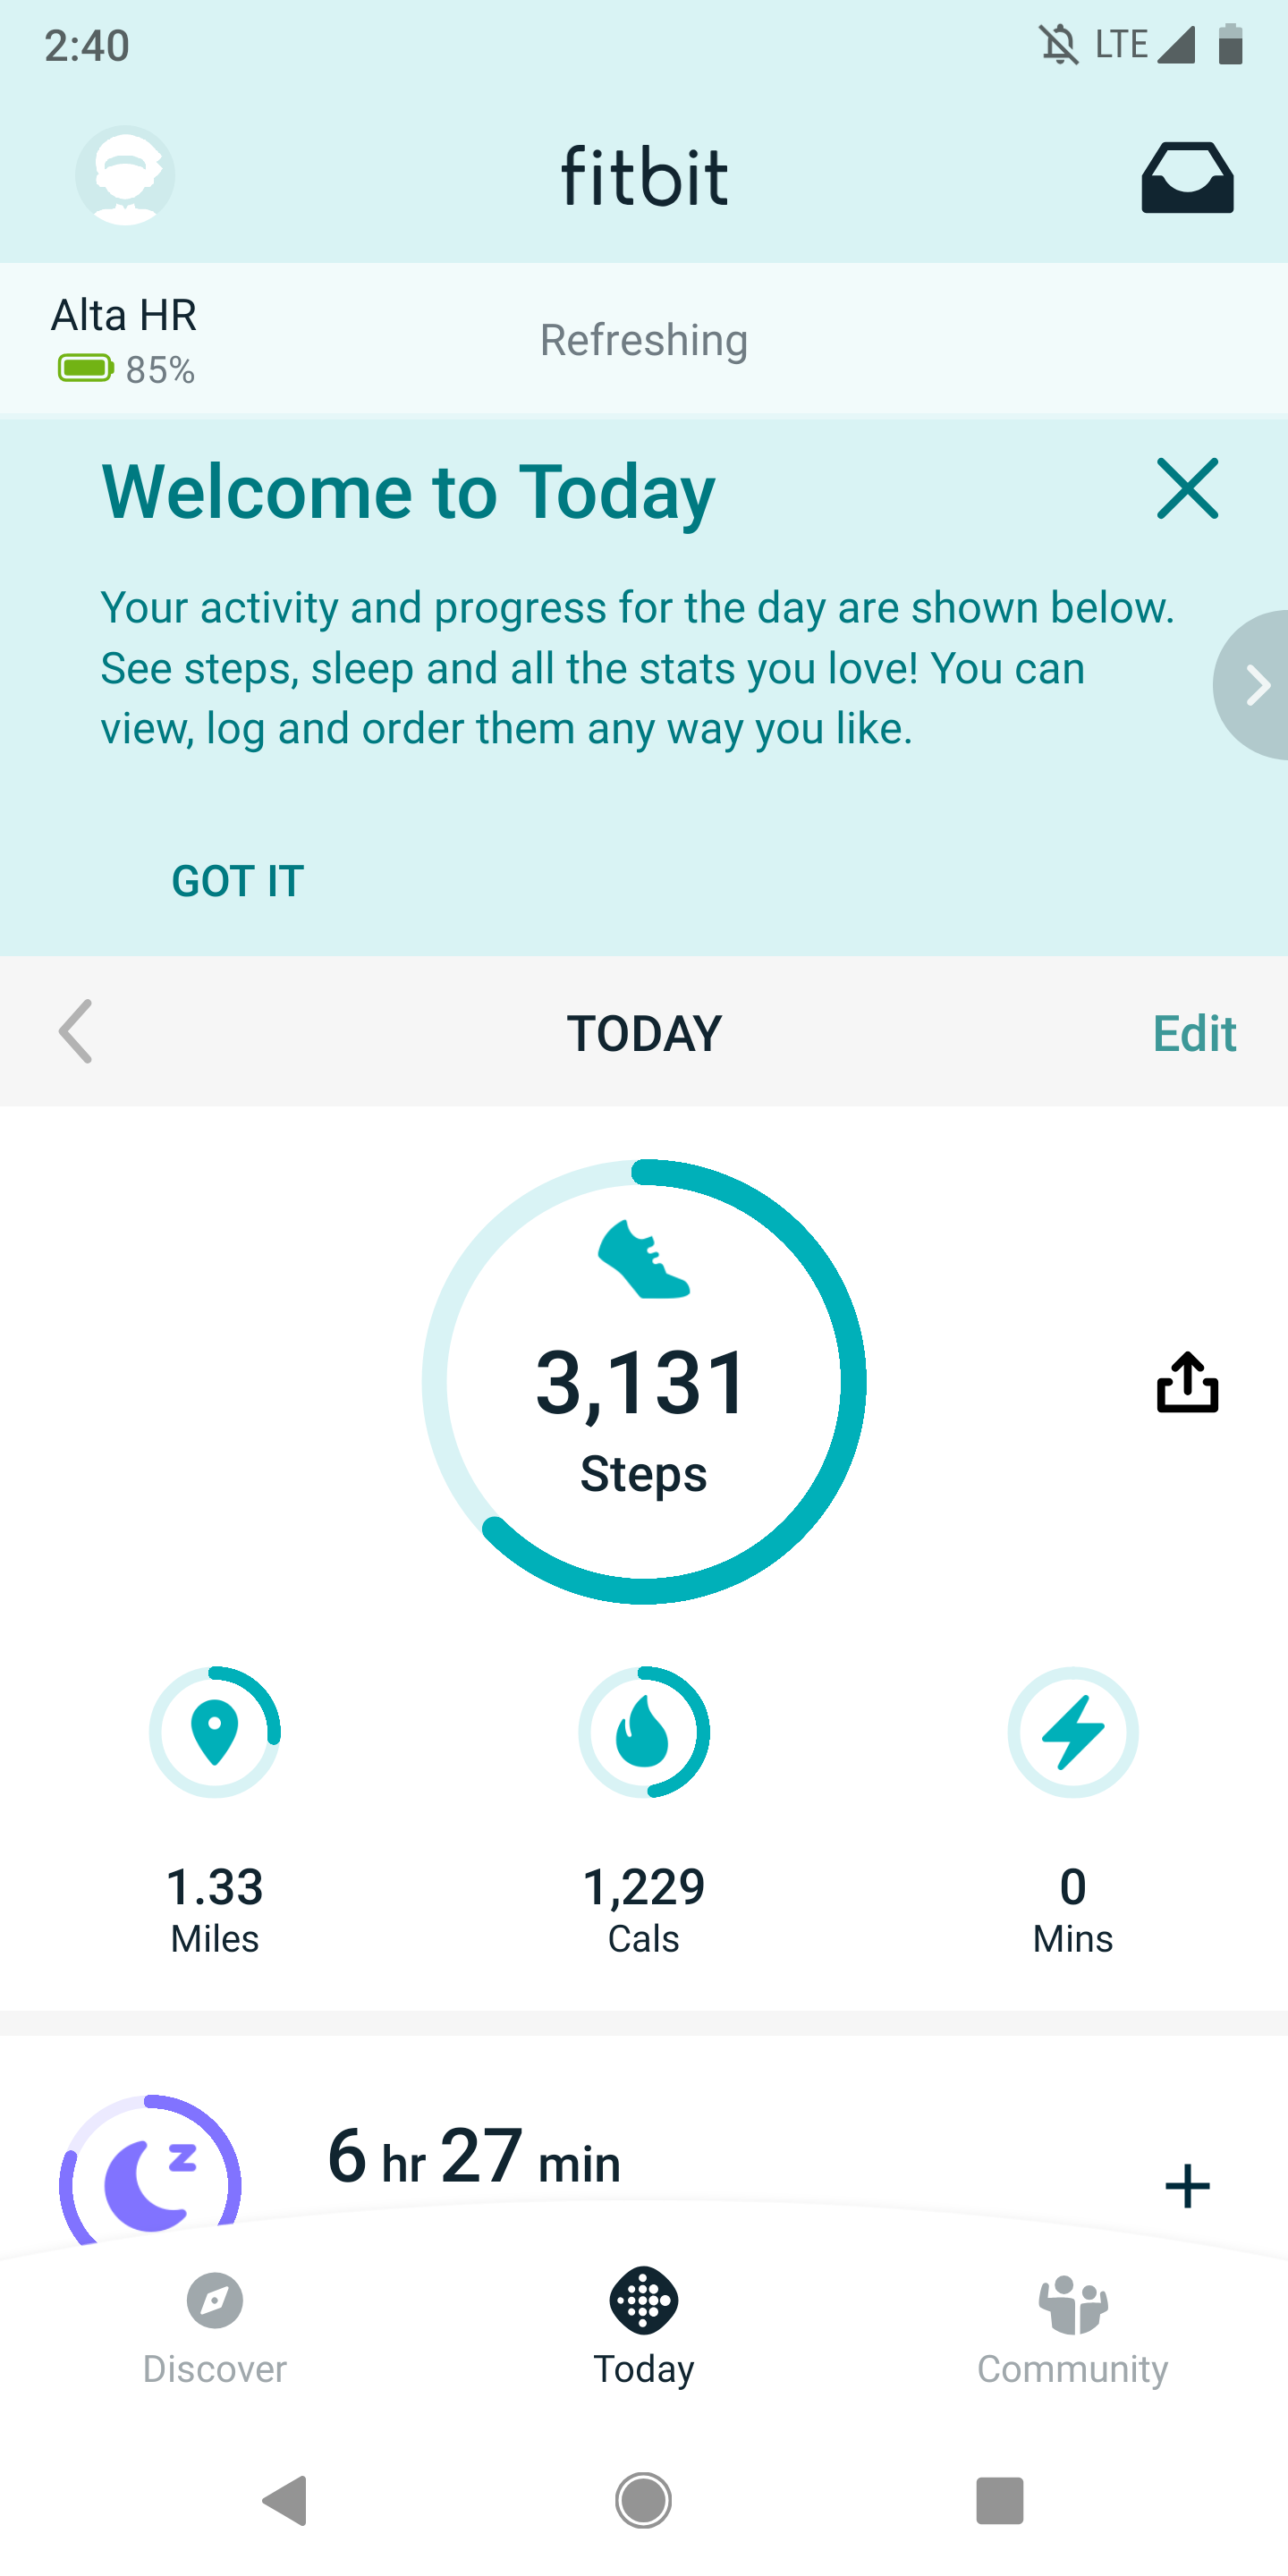 2:40
LTE
fitbit
Alta HR
85%
Refreshing
Welcome to Today
Your activity and progress for the day are shown below.
See steps, sleep and all the stats you love! You can
view, log and order them any way you like.
GOT IT
TODAY
Edit
3,131
Steps
1.33
Miles
1,229
Cals
0
Mins
6 hr 27 min
Discover
Today
Community